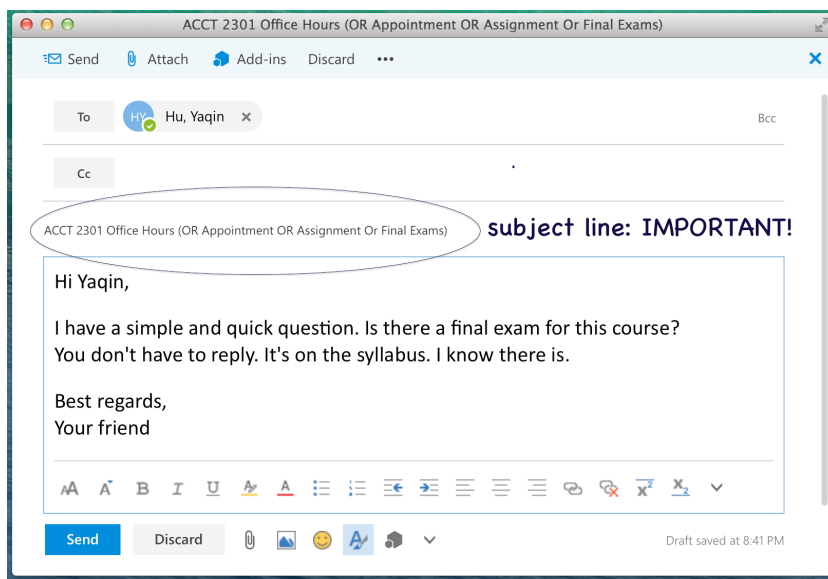 ACCT 2301 Office Hours (OR Appointment OR Assignment Or Final Exams)
Send Attach Add-ins Discard •••
To HY Hu, Yaqin Bcc
Cc
ACCT 2301 Office Hours (OR Appointment OR Assignment Or Final Exams) subject line: IMPORTANT!
Hi Yaqin,
I have a simple and quick question. Is there a final exam for this course?
You don't have to reply. It's on the syllabus. I know there is.
Best regards,
Your friend
AA A B I U A A X² X₂
Send Discard A Draft saved at 8:41 PM